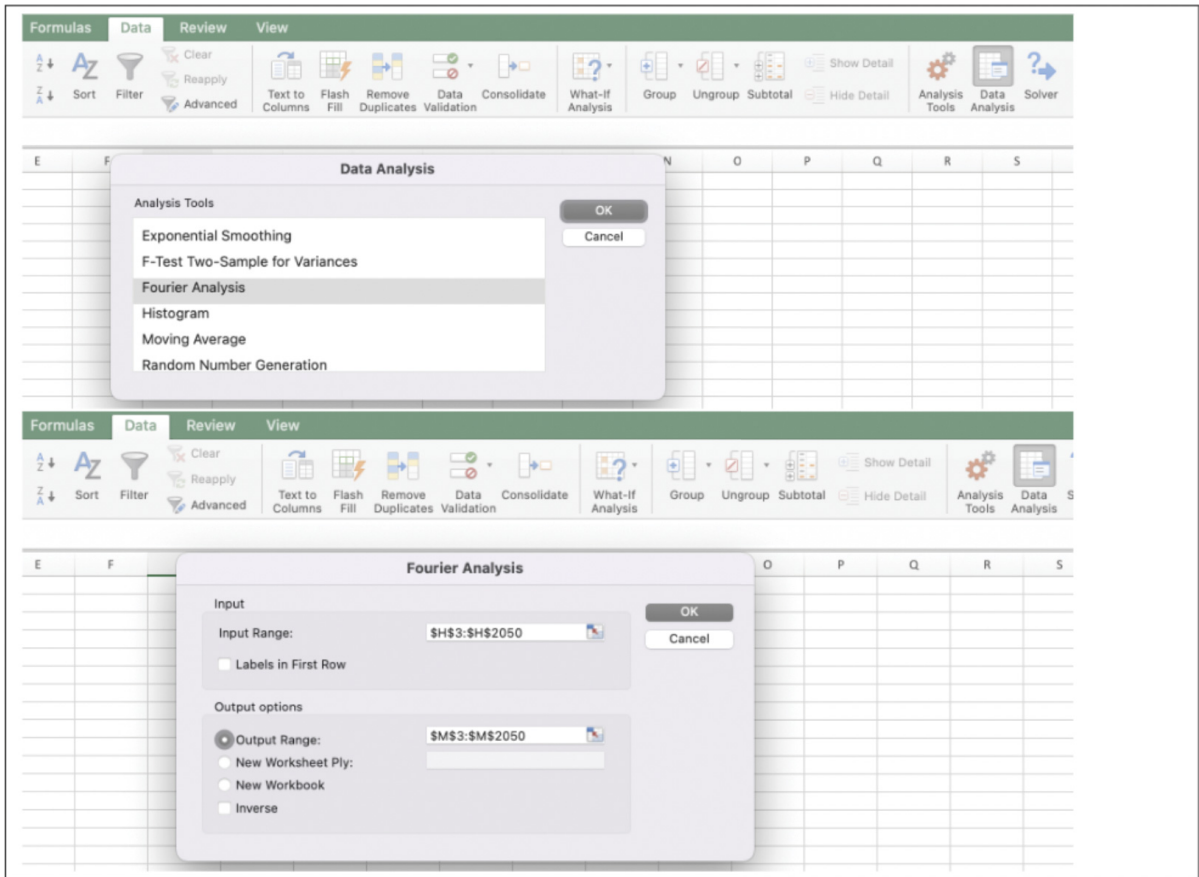 Formulas Data Review View
Clear
Reapply
Advanced
Sort Filter
Text to Columns
Flash Fill
Remove Duplicates
Data Validation
Consolidate
What-If Analysis
Group Ungroup Subtotal
Show Detail
Hide Detail
Analysis Tools
Data Analysis
Solver
E F N O P Q R S
Data Analysis
Analysis Tools
Exponential Smoothing
F-Test Two-Sample for Variances
Fourier Analysis
Histogram
Moving Average
Random Number Generation
OK
Cancel
Formulas Data Review View
Clear
Reapply
Advanced
Sort Filter
Text to Columns
Flash Fill
Remove Duplicates
Data Validation
Consolidate
What-If Analysis
Group Ungroup Subtotal
Show Detail
Hide Detail
Analysis Tools
Data Analysis
S
E F O P Q R S
Fourier Analysis
Input
Input Range: $H$3:$H$2050
Labels in First Row
OK
Cancel
Output options
Output Range: $M$3:$M$2050
New Worksheet Ply:
New Workbook
Inverse